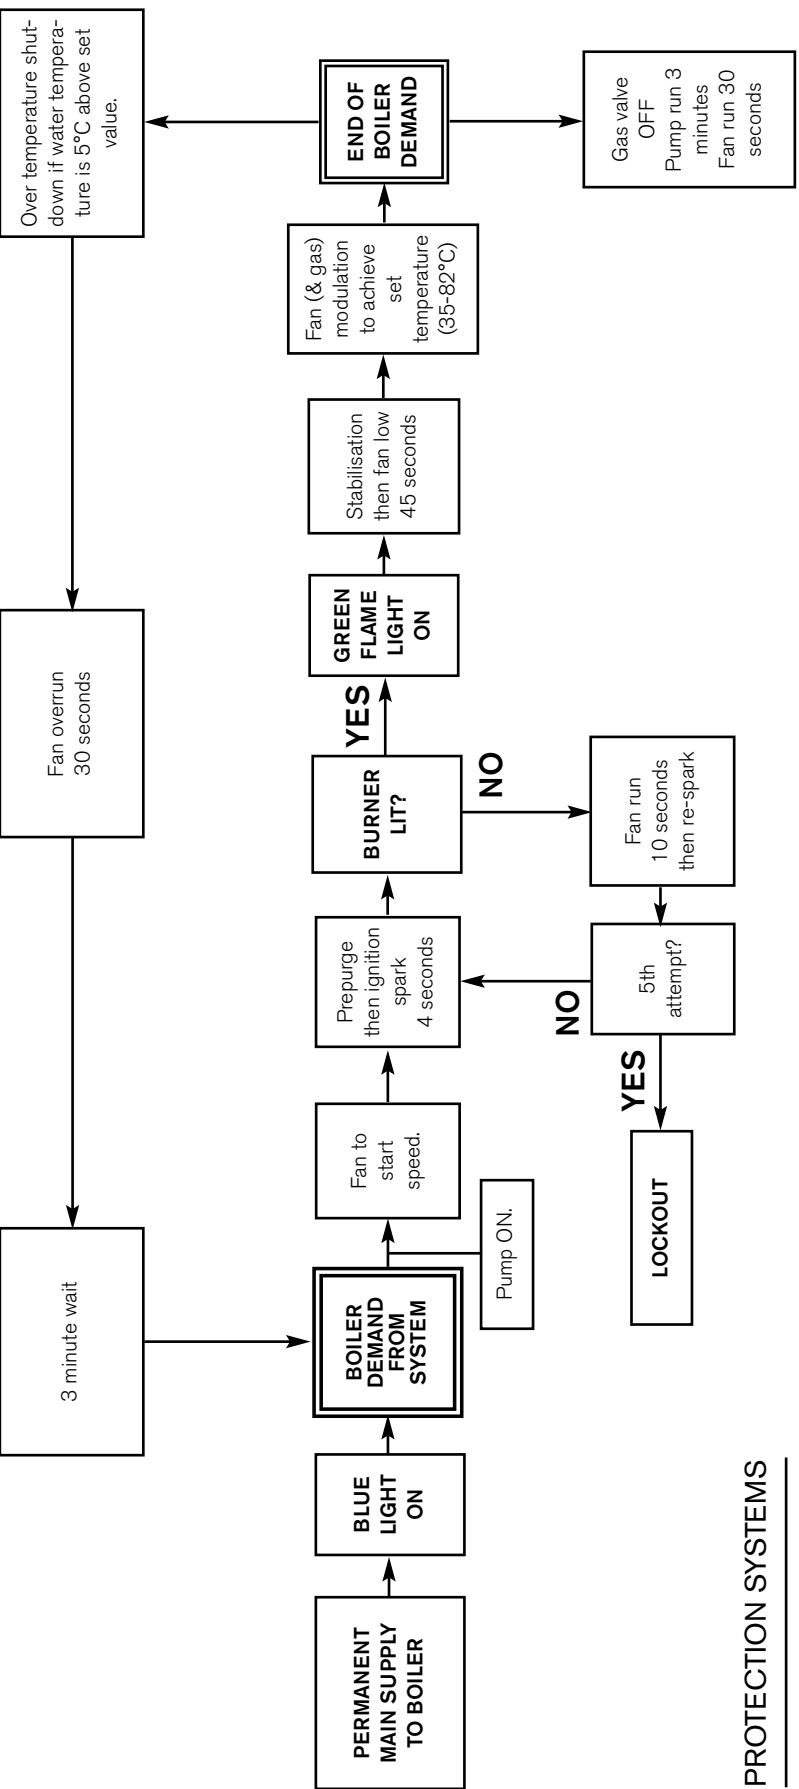 PERMANENT
MAIN SUPPLY
TO BOILER
BLUE
LIGHT
ON
BOILER
DEMAND
FROM
SYSTEM
Pump ON.
Fan to
start
speed.
Prepurge
then ignition
spark
4 seconds
BURNER
LIT?
YES
GREEN
FLAME
LIGHT
ON
Stabilisation
then fan low
45 seconds
Fan (& gas)
modulation
to achieve
set
temperature
(35-82°C)
END OF
BOILER
DEMAND
Over temperature shut-
down if water tempera-
ture is 5°C above set
value.
Fan overrun
30 seconds
3 minute wait
Gas valve
OFF
Pump run 3
minutes
Fan run 30
seconds
NO
Fan run
10 seconds
then re-spark
5th
attempt?
NO
YES
LOCKOUT
PROTECTION SYSTEMS